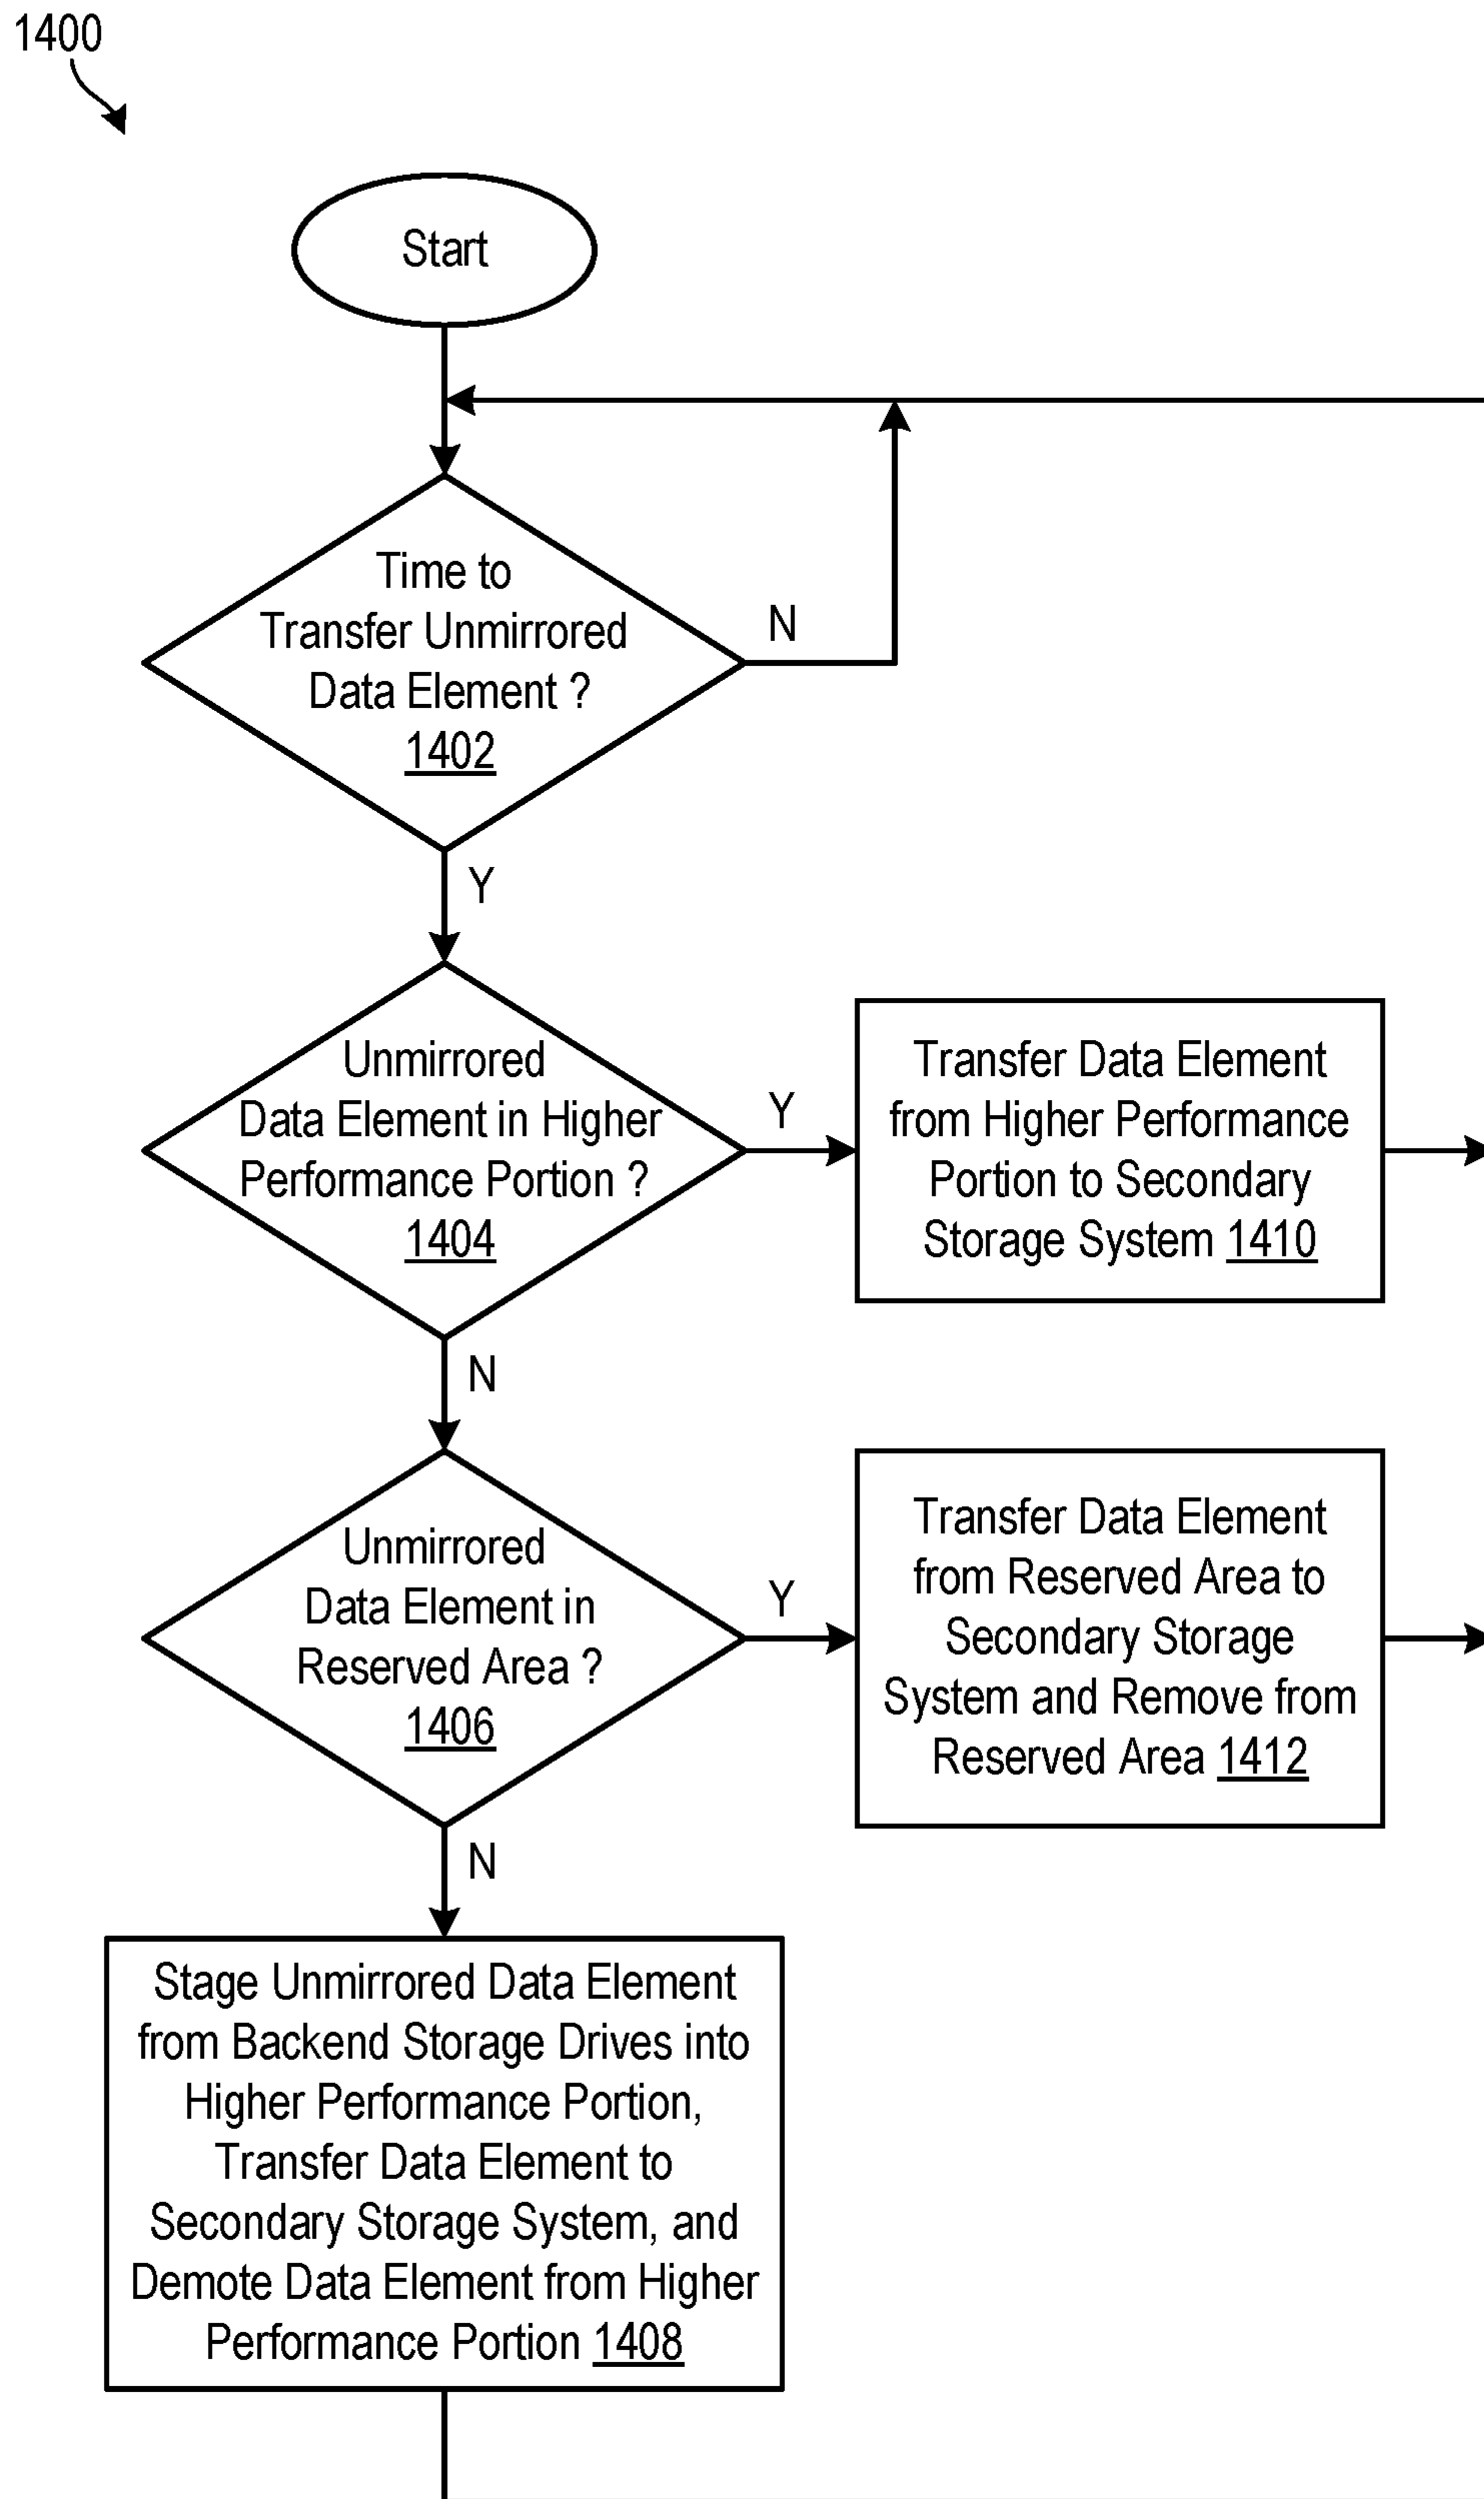 1400
Start
Time to
Transfer Unmirrored
Data Element ?
1402
N
Y
Unmirrored
Data Element in Higher
Performance Portion ?
1404
Y
Transfer Data Element
from Higher Performance
Portion to Secondary
Storage System 1410
N
Unmirrored
Data Element in
Reserved Area ?
1406
Y
Transfer Data Element
from Reserved Area to
Secondary Storage
System and Remove from
Reserved Area 1412
N
Stage Unmirrored Data Element
from Backend Storage Drives into
Higher Performance Portion,
Transfer Data Element to
Secondary Storage System, and
Demote Data Element from Higher
Performance Portion 1408